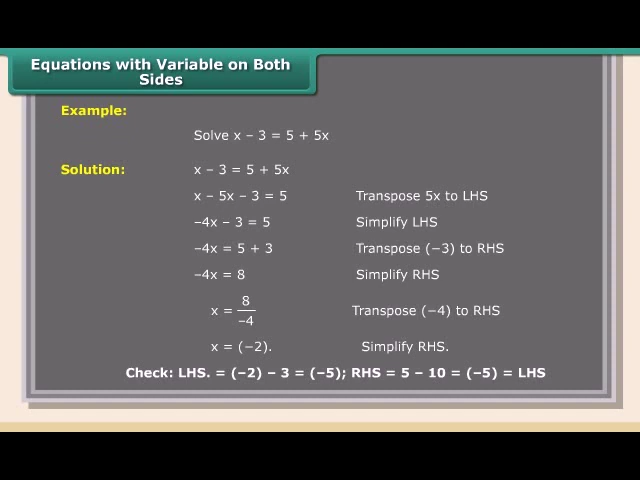 Equations with Variable on Both
Sides
Example:
Solve x – 3 = 5 + 5x
Solution: x – 3 = 5 + 5x
x – 5x – 3 = 5 Transpose 5x to LHS
–4x – 3 = 5 Simplify LHS
–4x = 5 + 3 Transpose (–3) to RHS
–4x = 8 Simplify RHS
x = 8/–4 Transpose (–4) to RHS
x = (–2). Simplify RHS.
Check: LHS. = (–2) – 3 = (–5); RHS = 5 – 10 = (–5) = LHS